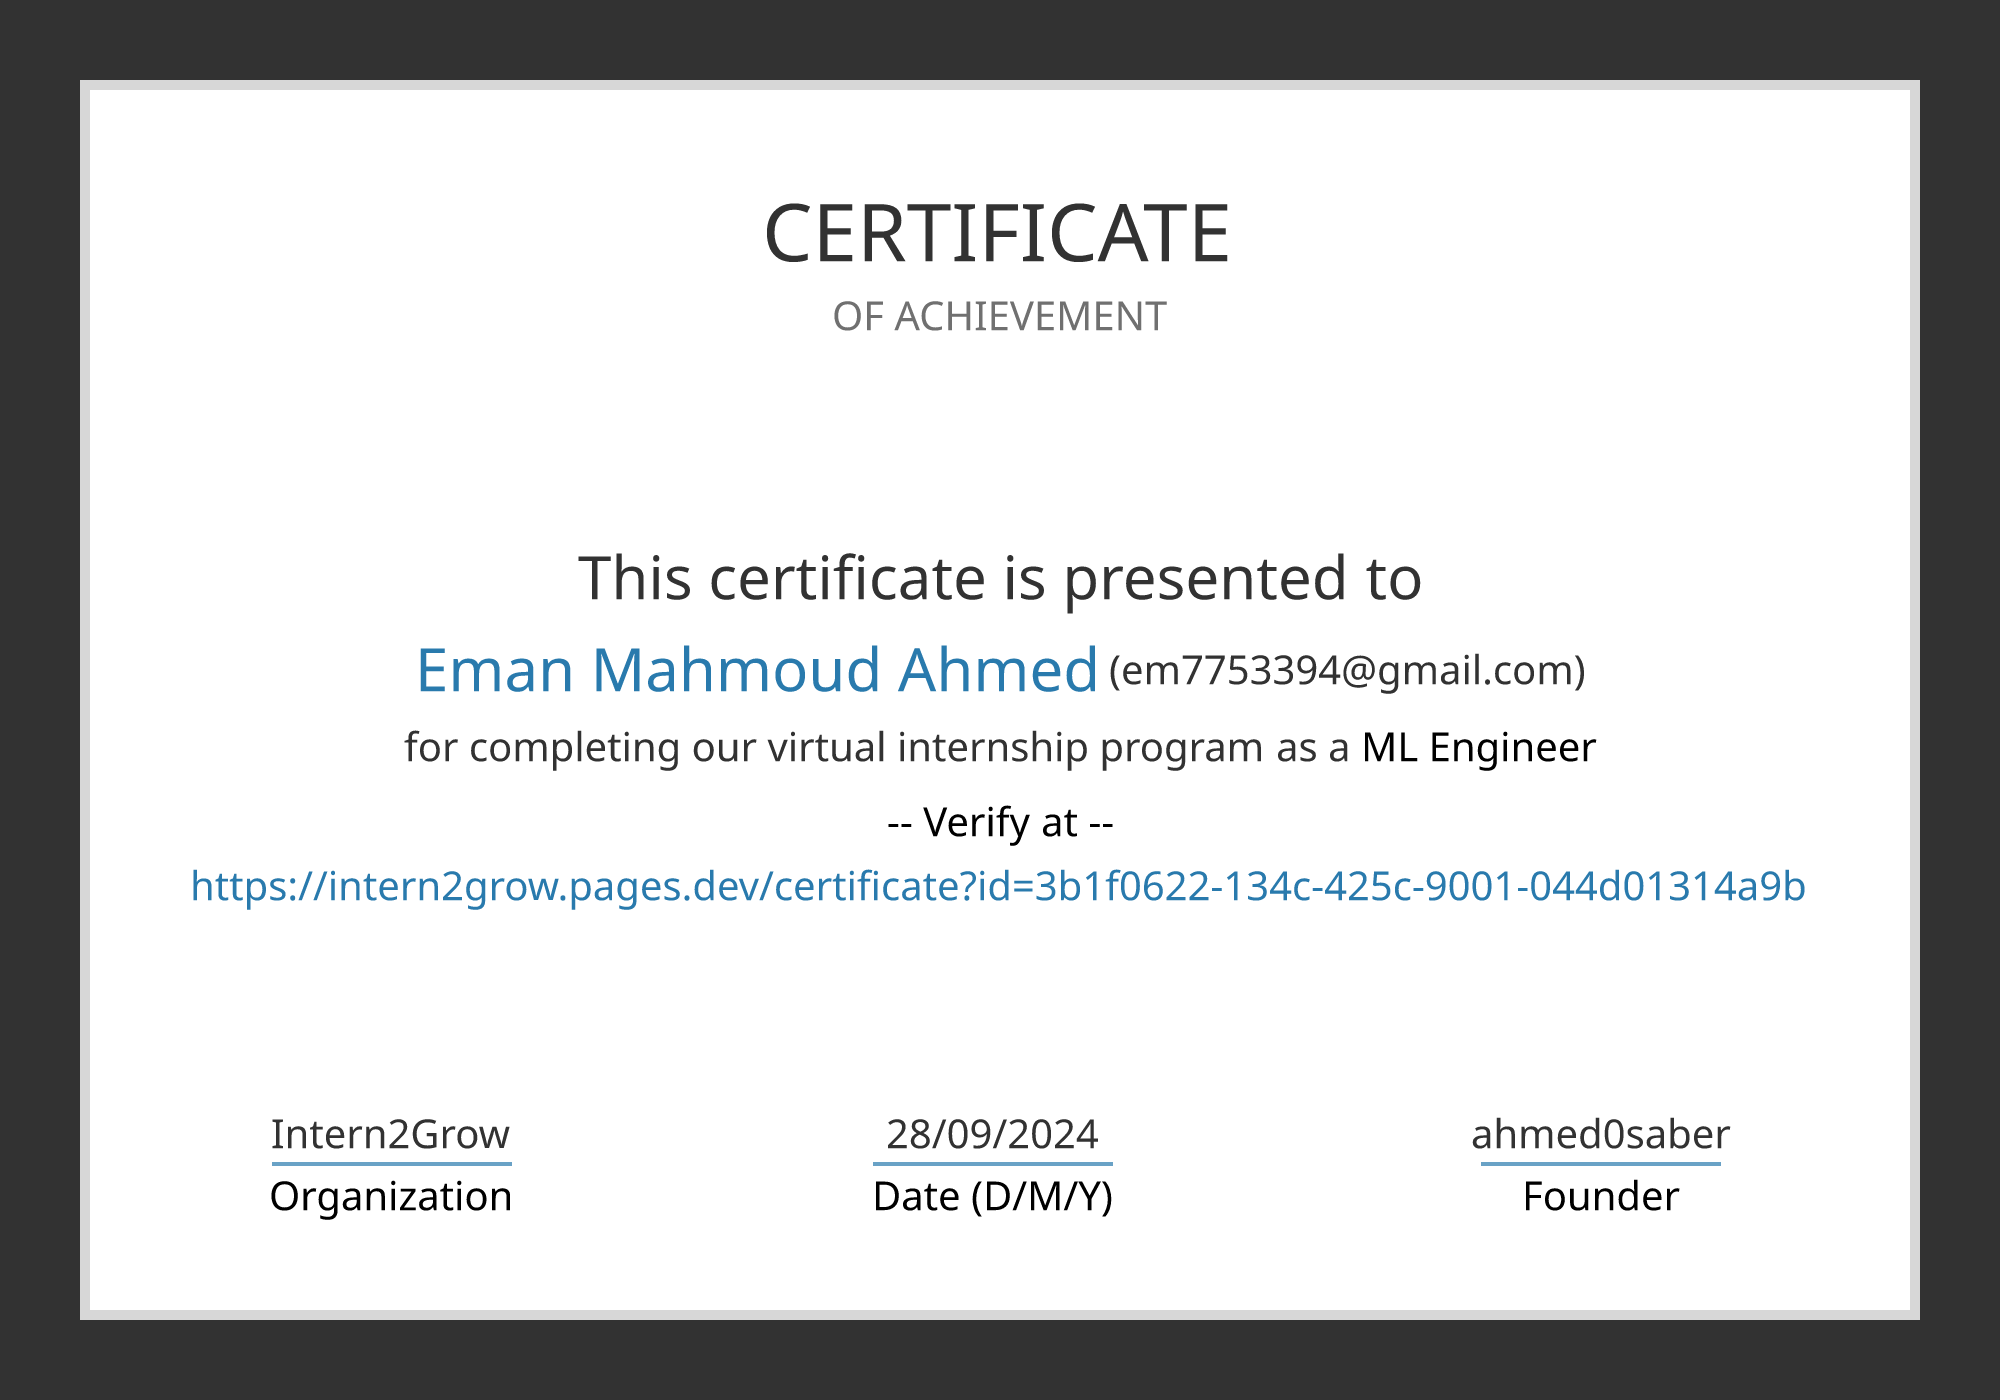 CERTIFICATE
OF ACHIEVEMENT
This certificate is presented to
Eman Mahmoud Ahmed (em7753394@gmail.com)
for completing our virtual internship program as a ML Engineer
-- Verify at --
https://intern2grow.pages.dev/certificate?id=3b1f0622-134c-425c-9001-044d01314a9b
Intern2Grow
Organization
28/09/2024
Date (D/M/Y)
ahmed0saber
Founder